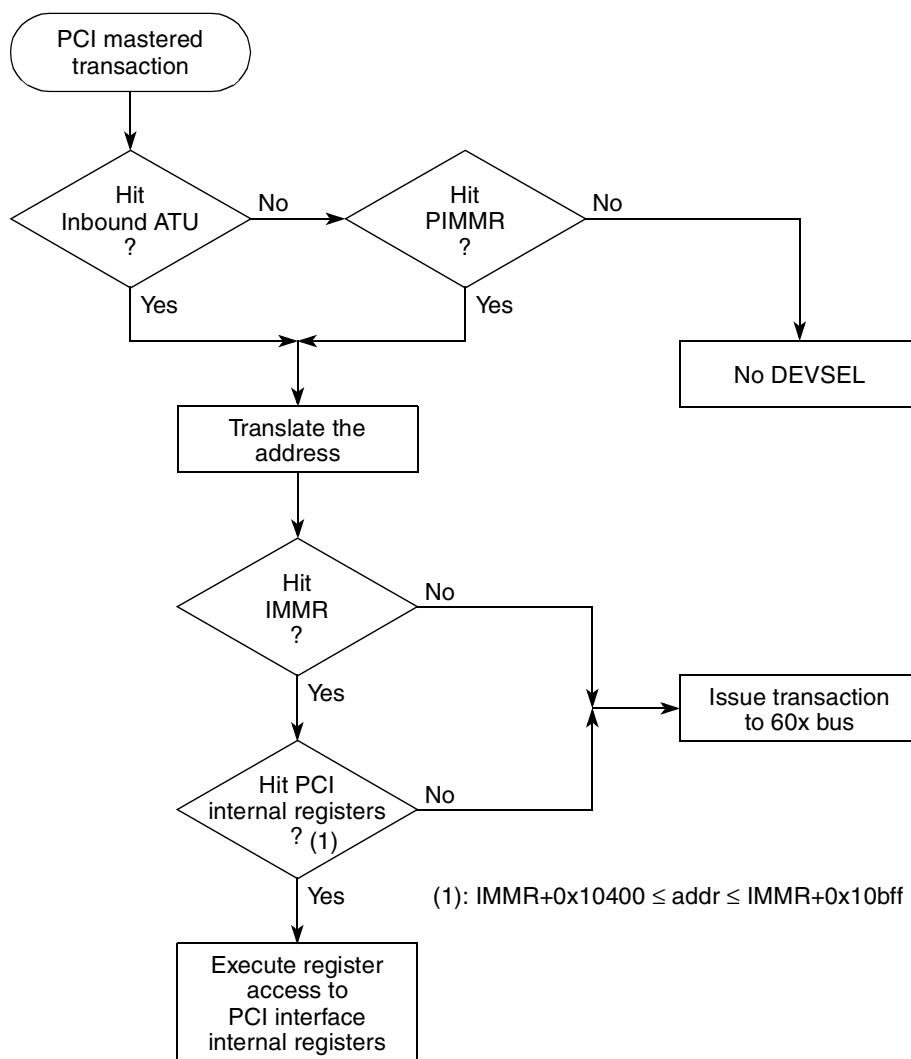 PCI mastered
transaction
Hit
Inbound ATU
?
No
Hit
PIMMR
?
No
Yes
Yes
No DEVSEL
Translate the
address
Hit
IMMR
?
No
Yes
Issue transaction
to 60x bus
Hit PCI
internal registers
? (1)
No
Yes
(1): IMMR+0x10400 ≤ addr ≤ IMMR+0x10bff
Execute register
access to
PCI interface
internal registers